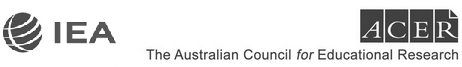 IEA
ACER
The Australian Council for Educational Research